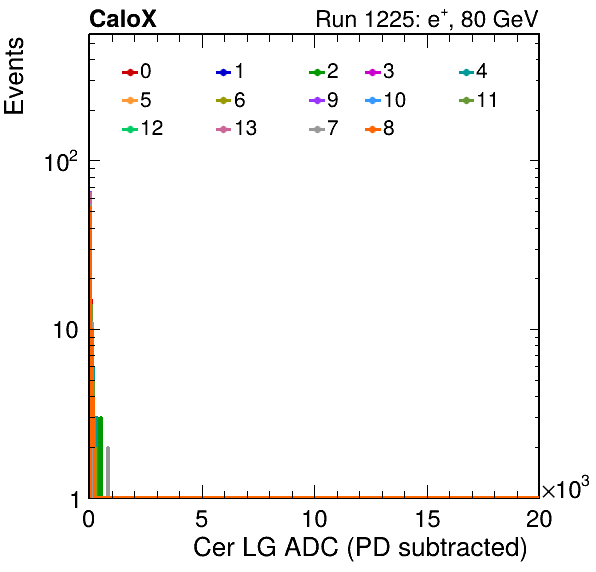 CaloX Run 1225: e⁺, 80 GeV
Events
0 1 2 3 4
5 6 9 10 11
12 13 7 8
10²
10
1
0 5 10 15 20
×10³
Cer LG ADC (PD subtracted)